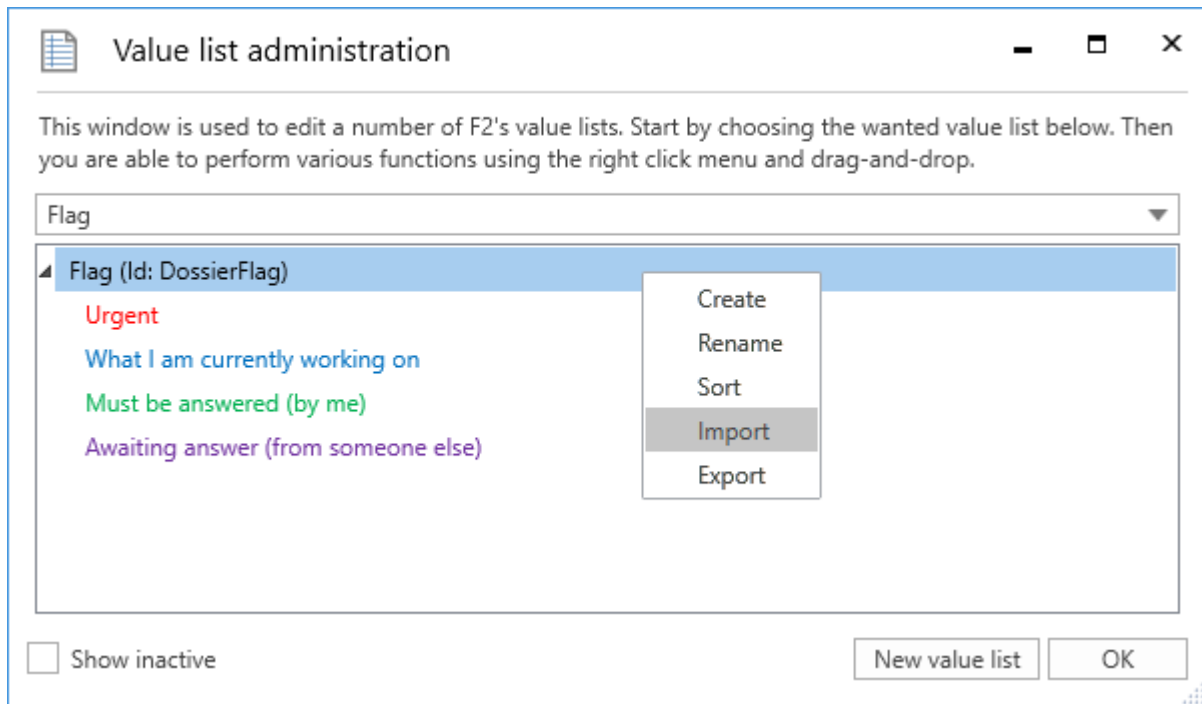 Value list administration
This window is used to edit a number of F2's value lists. Start by choosing the wanted value list below. Then
you are able to perform various functions using the right click menu and drag-and-drop.
Flag
Flag (Id: DossierFlag)
Urgent
What I am currently working on
Must be answered (by me)
Awaiting answer (from someone else)
Create
Rename
Sort
Import
Export
Show inactive
New value list
OK